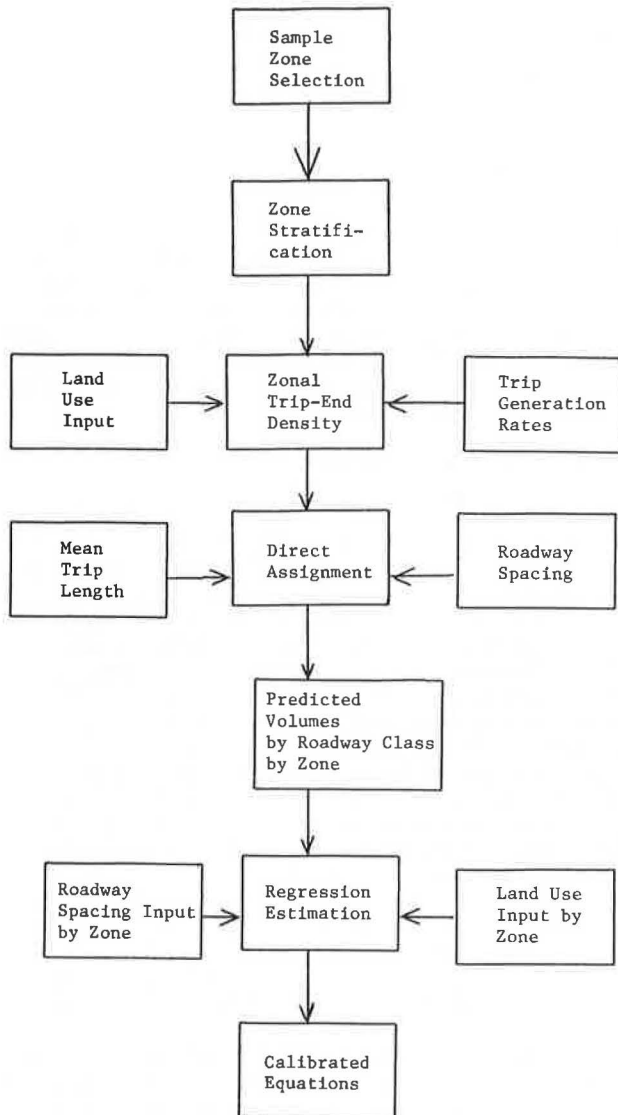 Sample
Zone
Selection
Zone
Stratifi-
cation
Land
Use
Input
Zonal
Trip-End
Density
Trip
Generation
Rates
Mean
Trip
Length
Direct
Assignment
Roadway
Spacing
Predicted
Volumes
by Roadway Class
by Zone
Roadway
Spacing Input
by Zone
Regression
Estimation
Land Use
Input by
Zone
Calibrated
Equations